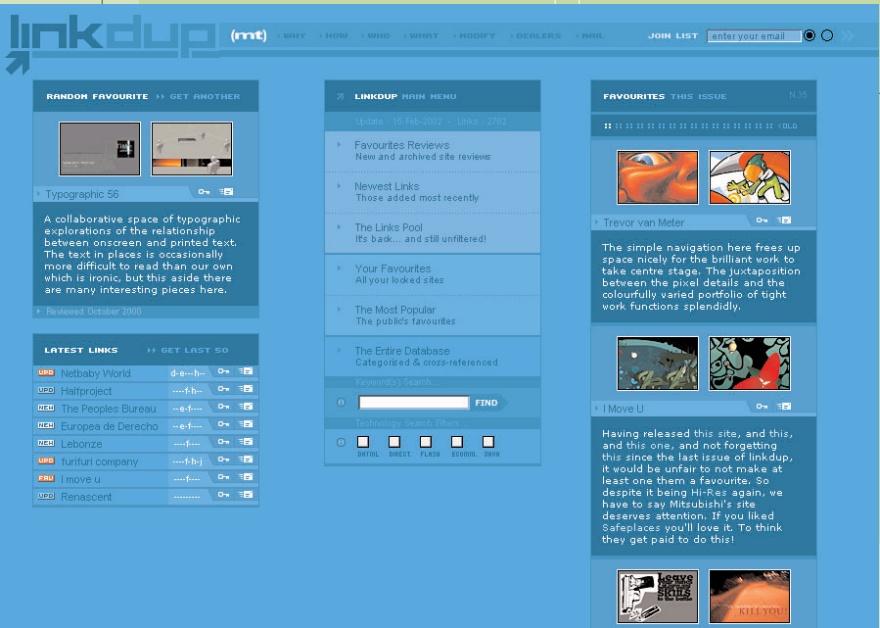 linkdup
(mt) WHY HOW WHO WHAT MODIFY DEALERS MAIL JOIN LIST enter your email
RANDOM FAVOURITE >> GET ANOTHER
Typographic 56
A collaborative space of typographic
explorations of the relationship
between onscreen and printed text.
The text in places is occasionally
more difficult to read than our own
which is ironic, but this aside there
are many interesting pieces here.
Reviewed October 2000
LATEST LINKS >> GET LAST 50
UPD Netbaby World d-e---h--
UPD Halfproject ----f-h--
NEW The Peoples Bureau --e-f----
NEW Europea de Derecho --e-f----
NEW Lebonze ----f----
UPD furifuri company ----f-h-j
FAV I move u ----f-h--
UPD Renascent ---------
LINKDUP MAIN MENU
Update - 15-Feb-2002 - Links - 2782
Favourites Reviews
New and archived site reviews
Newest Links
Those added most recently
The Links Pool
It's back... and still unfiltered!
Your Favourites
All your locked sites
The Most Popular
The public's favourites
The Entire Database
Categorised & cross-referenced
Keyword(s) Search...
FIND
Technology Search Filters...
DHTML DIRECT. FLASH ECOMM. JAVA
FAVOURITES THIS ISSUE N.35
<OLD
Trevor van Meter
The simple navigation here frees up
space nicely for the brilliant work to
take centre stage. The juxtaposition
between the pixel details and the
colourfully varied portfolio of tight
work functions splendidly.
I Move U
Having released this site, and this,
and this one, and not forgetting
this since the last issue of linkdup,
it would be unfair to not make at
least one them a favourite. So
despite it being Hi-Res again, we
have to say Mitsubishi's site
deserves attention. If you liked
Safeplaces you'll love it. To think
they get paid to do this!
Leave
SKILLS
KILL YOU!